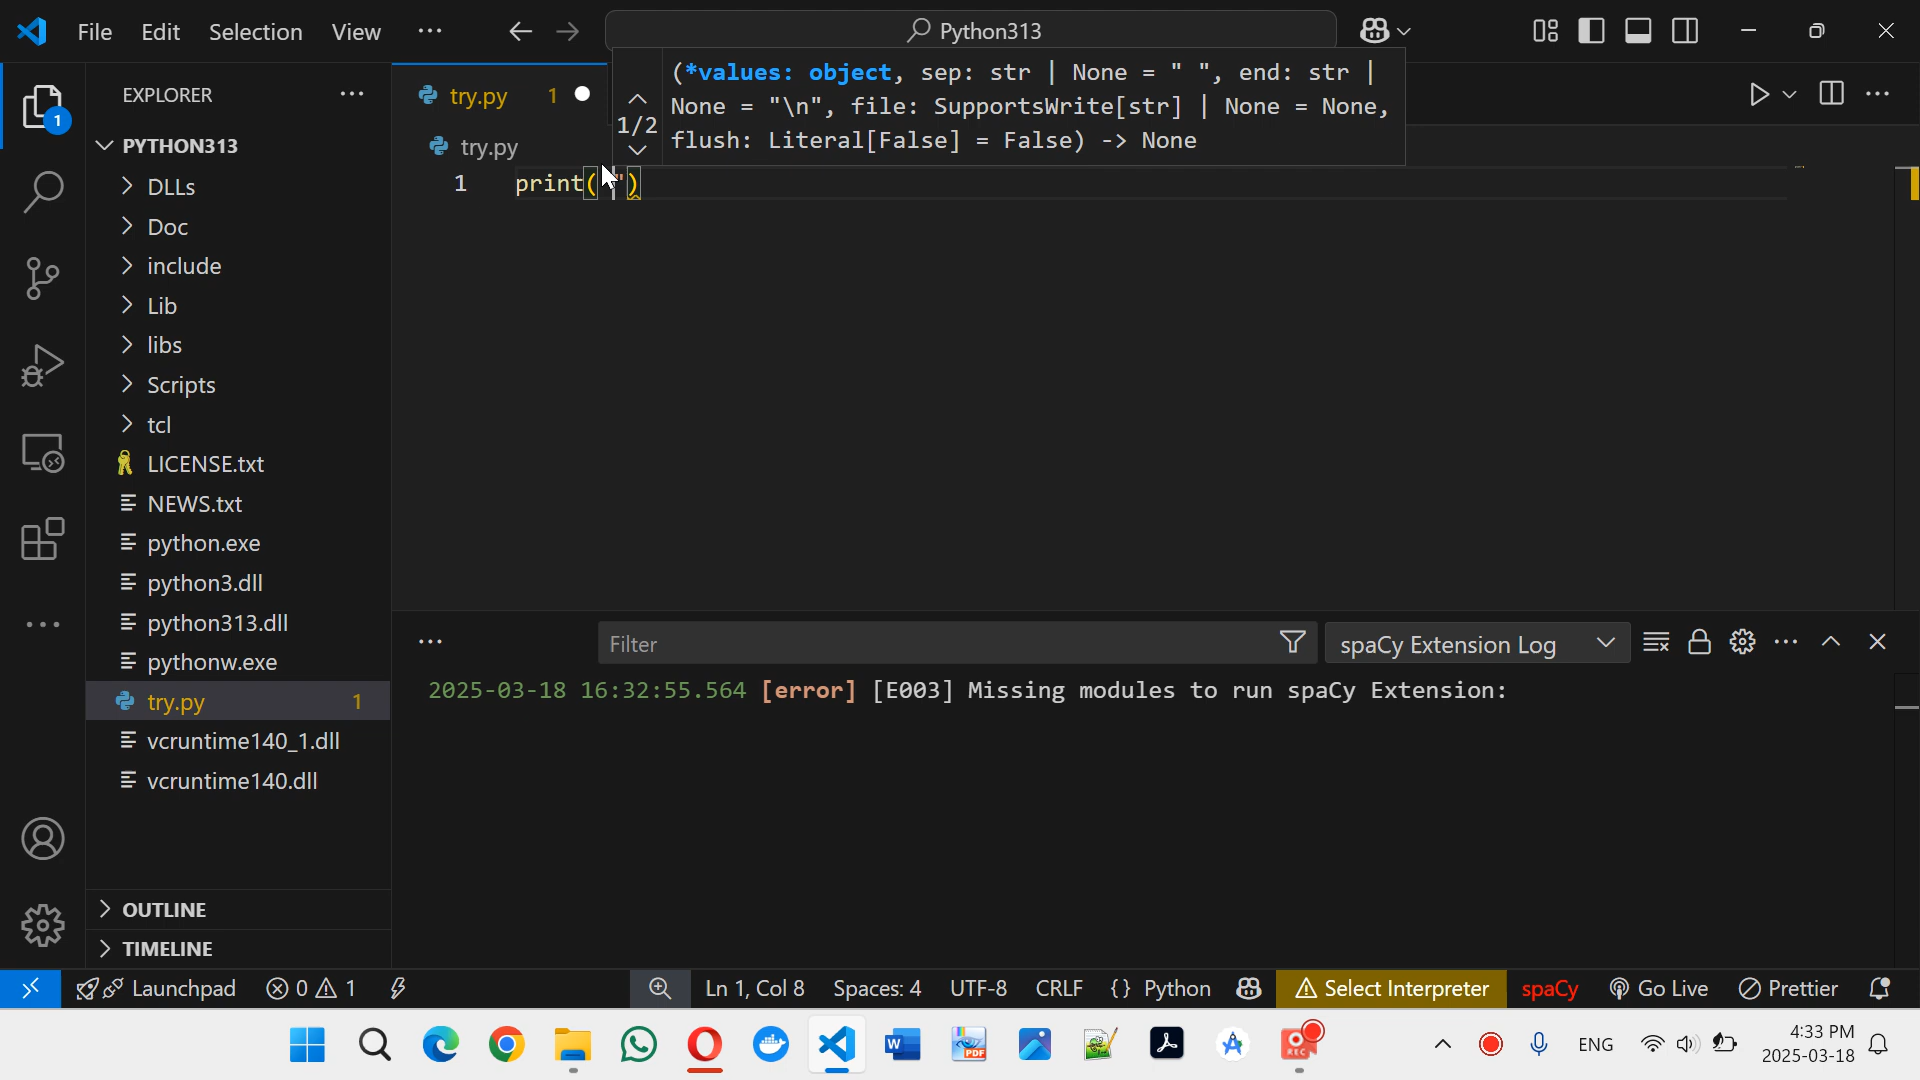 File Edit Selection View ··· Python313
EXPLORER ···
PYTHON313
DLLs
Doc
include
Lib
libs
Scripts
tcl
LICENSE.txt
NEWS.txt
python.exe
python3.dll
python313.dll
pythonw.exe
try.py 1
vcruntime140_1.dll
vcruntime140.dll
OUTLINE
TIMELINE
1
try.py 1
try.py
(*values: object, sep: str | None = " ", end: str |
None = "\n", file: SupportsWrite[str] | None = None,
flush: Literal[False] = False) -> None
1/2
1 print("")
Filter spaCy Extension Log
2025-03-18 16:32:55.564 [error] [E003] Missing modules to run spaCy Extension:
Launchpad 0 1 Ln 1, Col 8 Spaces: 4 UTF-8 CRLF {} Python Select Interpreter spaCy Go Live Prettier
W PDF REC ENG 4:33 PM
2025-03-18